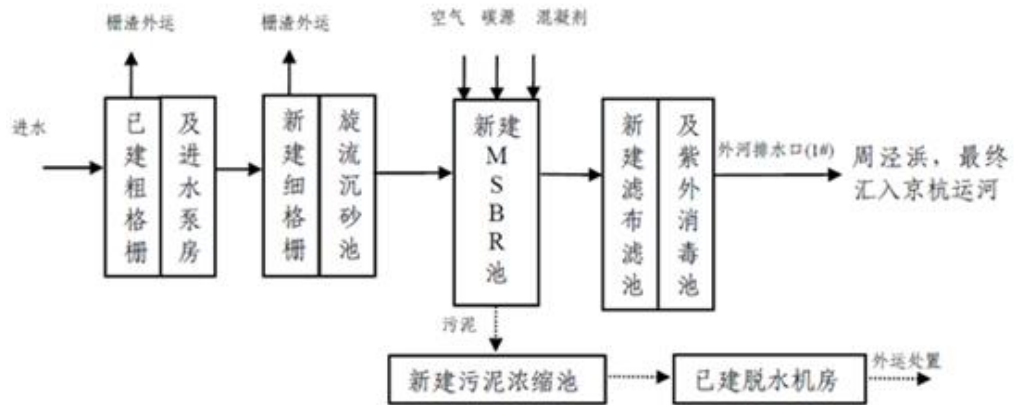 栅渣外运
栅渣外运
空气 碳源 混凝剂
进水
已建粗格栅
及进水泵房
新建细格栅
旋流沉砂池
新建
MSBR池
新建滤布滤池
及紫外消毒池
外河排水口(1#)
周泾浜，最终
汇入京杭运河
污泥
新建污泥浓缩池
已建脱水机房
外运处置